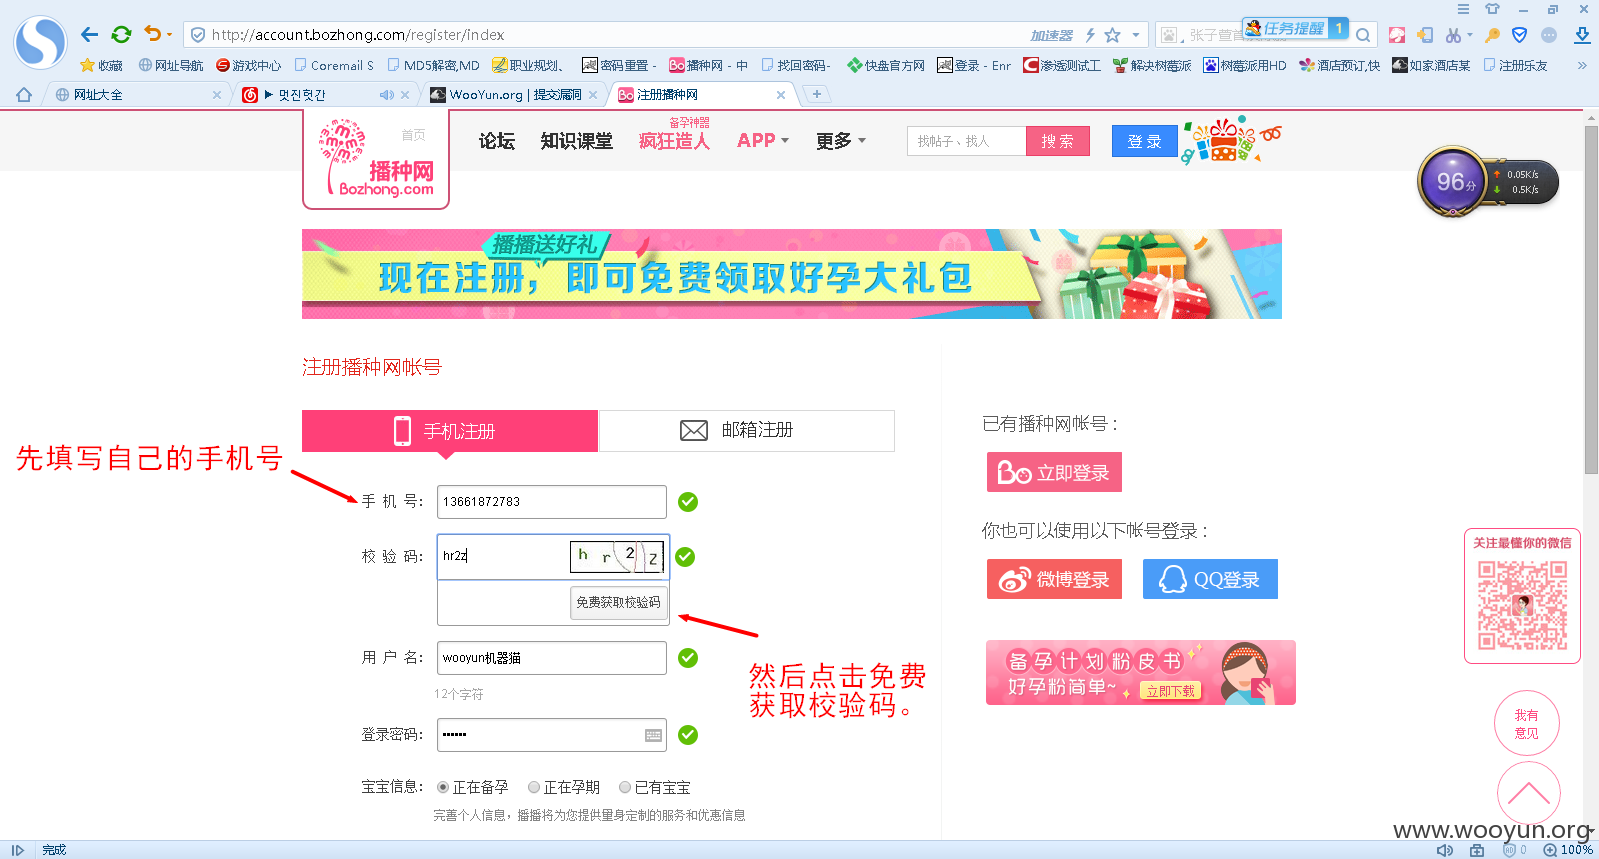 http://account.bozhong.com/register/index
加速器
张子萱首
任务提醒 1
收藏 网址导航 游戏中心 Coremail S MD5解密,MD 职业规划、 密码重置 - 播种网 - 中 找回密码- 快盘官方网 登录 - Enr 渗透测试工 解决树莓派 树莓派用HD 酒店预订,快 如家酒店某 注册乐友
网址大全
멋진헛간
WooYun.org | 提交漏洞
注册播种网
首页
播种网
Bozhong.com
论坛 知识课堂 疯狂造人 APP 更多
备孕神器
找帖子、找人 搜 索
登 录
96分
0.05K/s
0.5K/s
播播送好礼
现在注册，即可免费领取好孕大礼包
注册播种网帐号
手机注册 邮箱注册
先填写自己的手机号
手 机 号: 13661872783
校 验 码: hr2z h r 2 z
免费获取校验码
然后点击免费
获取校验码。
用 户 名: wooyun机器猫
12个字符
登录密码: ••••••
宝宝信息: 正在备孕 正在孕期 已有宝宝
完善个人信息，播播将为您提供量身定制的服务和优惠信息
已有播种网帐号：
Bo 立即登录
你也可以使用以下帐号登录：
微博登录 QQ登录
备孕计划粉皮书
好孕粉简单~ 立即下载
关注最懂你的微信
我有
意见
www.wooyun.org
完成
0 100%